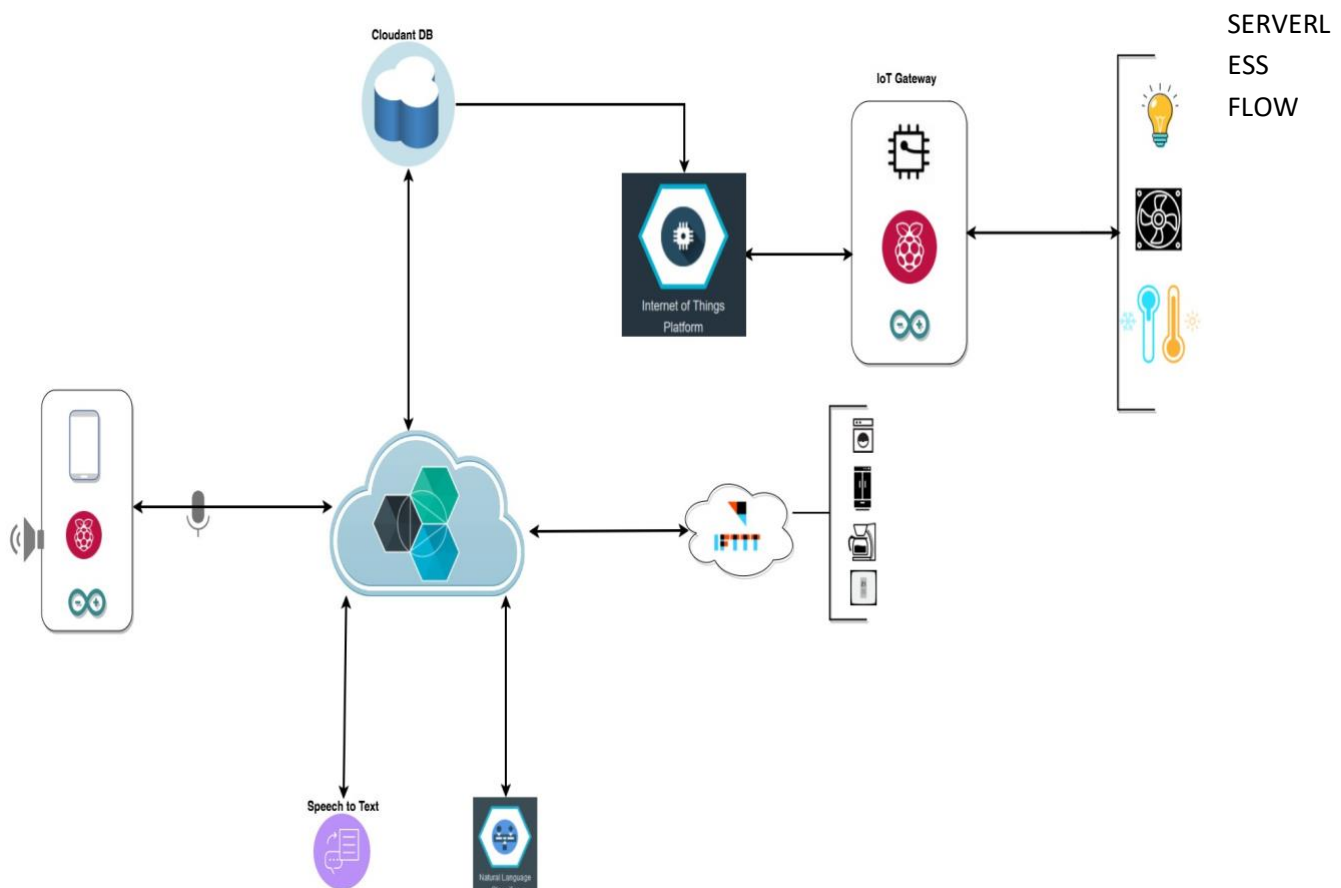 SERVERL
ESS
FLOW
Cloudant DB
IoT Gateway
Internet of Things
Platform
IFTTT
Speech to Text
Natural Language